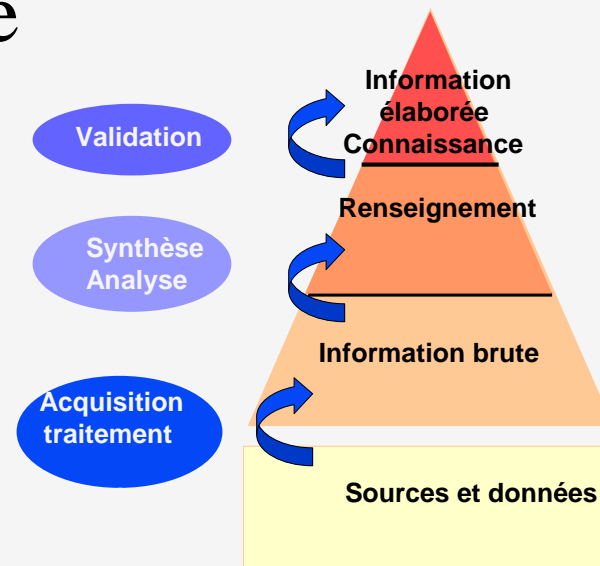 e
Information
élaborée
Connaissance
Validation
Renseignement
Synthèse
Analyse
Information brute
Acquisition
traitement
Sources et données